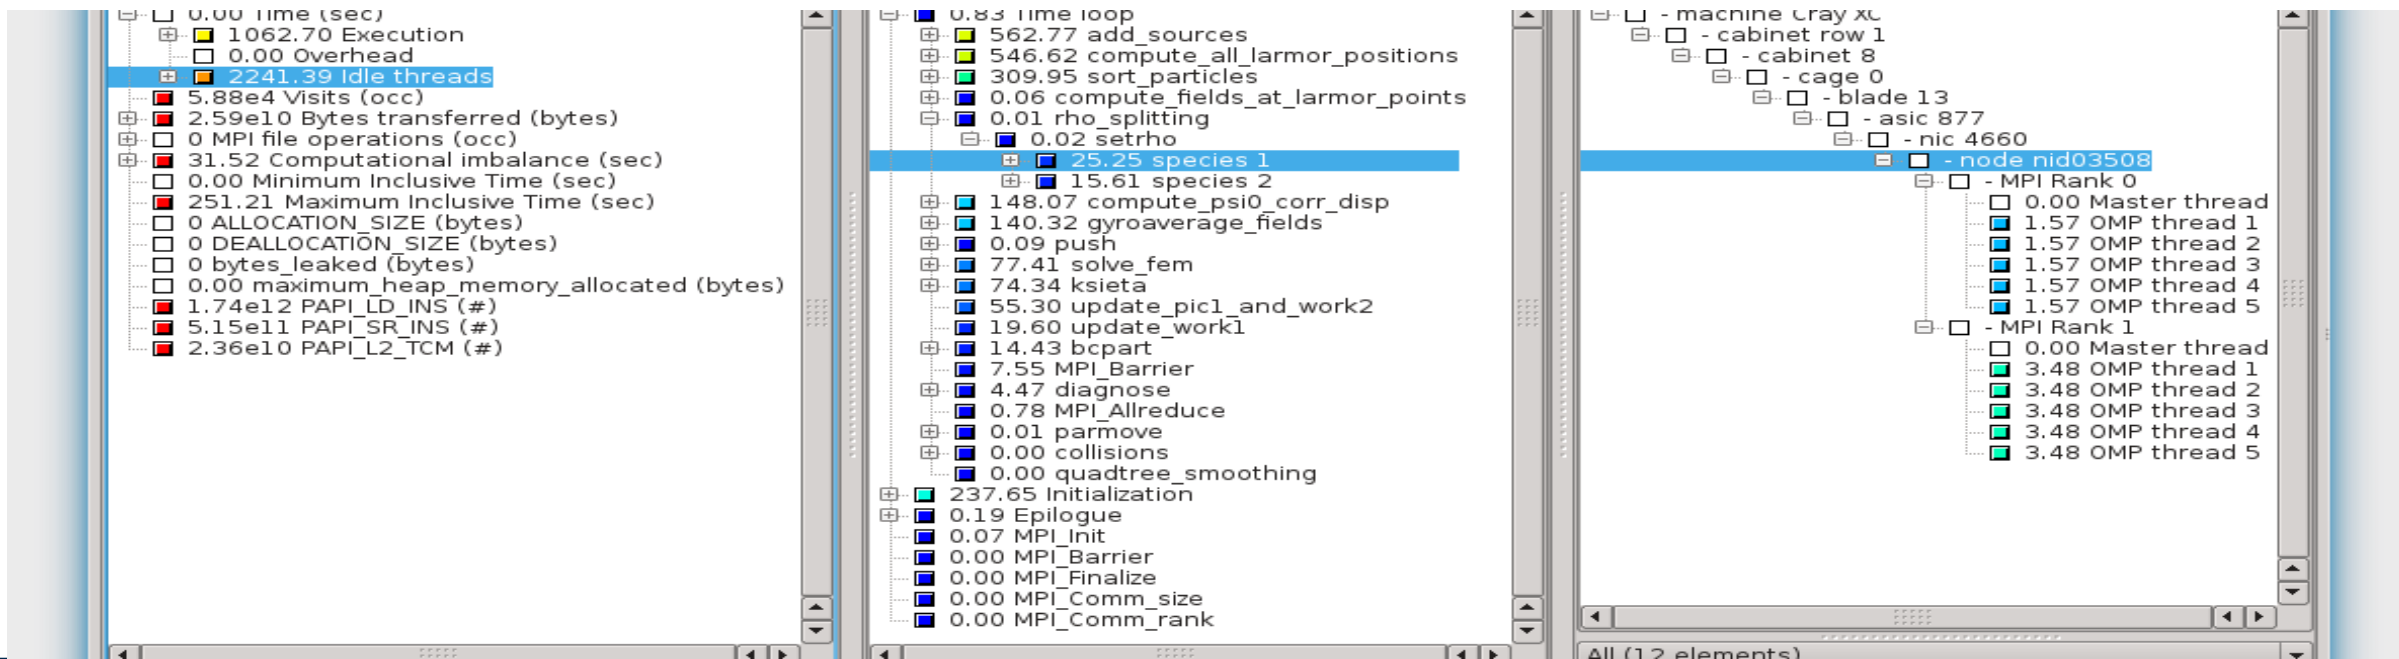 0.00 Time (sec)
1062.70 Execution
0.00 Overhead
2241.39 Idle threads
5.88e4 Visits (occ)
2.59e10 Bytes transferred (bytes)
0 MPI file operations (occ)
31.52 Computational imbalance (sec)
0.00 Minimum Inclusive Time (sec)
251.21 Maximum Inclusive Time (sec)
0 ALLOCATION_SIZE (bytes)
0 DEALLOCATION_SIZE (bytes)
0 bytes_leaked (bytes)
0.00 maximum_heap_memory_allocated (bytes)
1.74e12 PAPI_LD_INS (#)
5.15e11 PAPI_SR_INS (#)
2.36e10 PAPI_L2_TCM (#)
0.83 Time loop
562.77 add_sources
546.62 compute_all_larmor_positions
309.95 sort_particles
0.06 compute_fields_at_larmor_points
0.01 rho_splitting
0.02 setrho
25.25 species 1
15.61 species 2
148.07 compute_psi0_corr_disp
140.32 gyroaverage_fields
0.09 push
77.41 solve_fem
74.34 ksieta
55.30 update_pic1_and_work2
19.60 update_work1
14.43 bcpart
7.55 MPI_Barrier
4.47 diagnose
0.78 MPI_Allreduce
0.01 parmove
0.00 collisions
0.00 quadtree_smoothing
237.65 Initialization
0.19 Epilogue
0.07 MPI_Init
0.00 MPI_Barrier
0.00 MPI_Finalize
0.00 MPI_Comm_size
0.00 MPI_Comm_rank
- machine Cray XC
- cabinet row 1
- cabinet 8
- cage 0
- blade 13
- asic 877
- nic 4660
- node nid03508
- MPI Rank 0
0.00 Master thread
1.57 OMP thread 1
1.57 OMP thread 2
1.57 OMP thread 3
1.57 OMP thread 4
1.57 OMP thread 5
- MPI Rank 1
0.00 Master thread
3.48 OMP thread 1
3.48 OMP thread 2
3.48 OMP thread 3
3.48 OMP thread 4
3.48 OMP thread 5
All (12 elements)